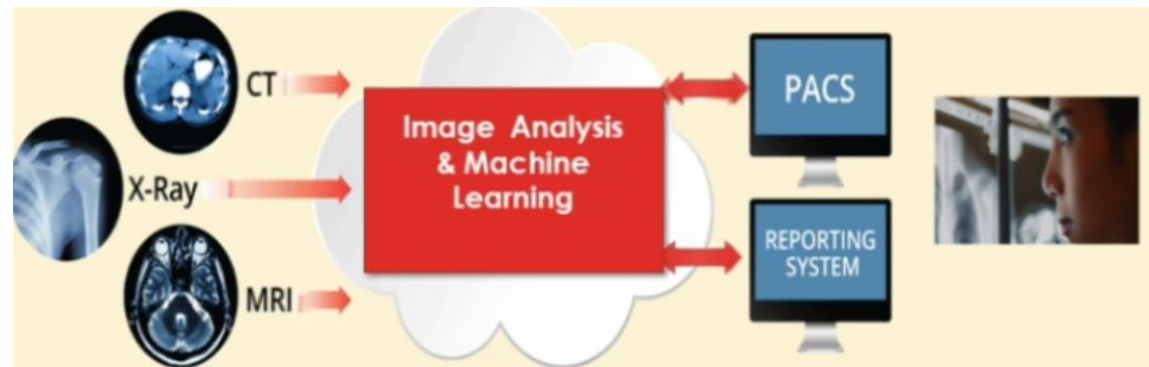 CT
X-Ray
MRI
Image Analysis
& Machine
Learning
PACS
REPORTING
SYSTEM